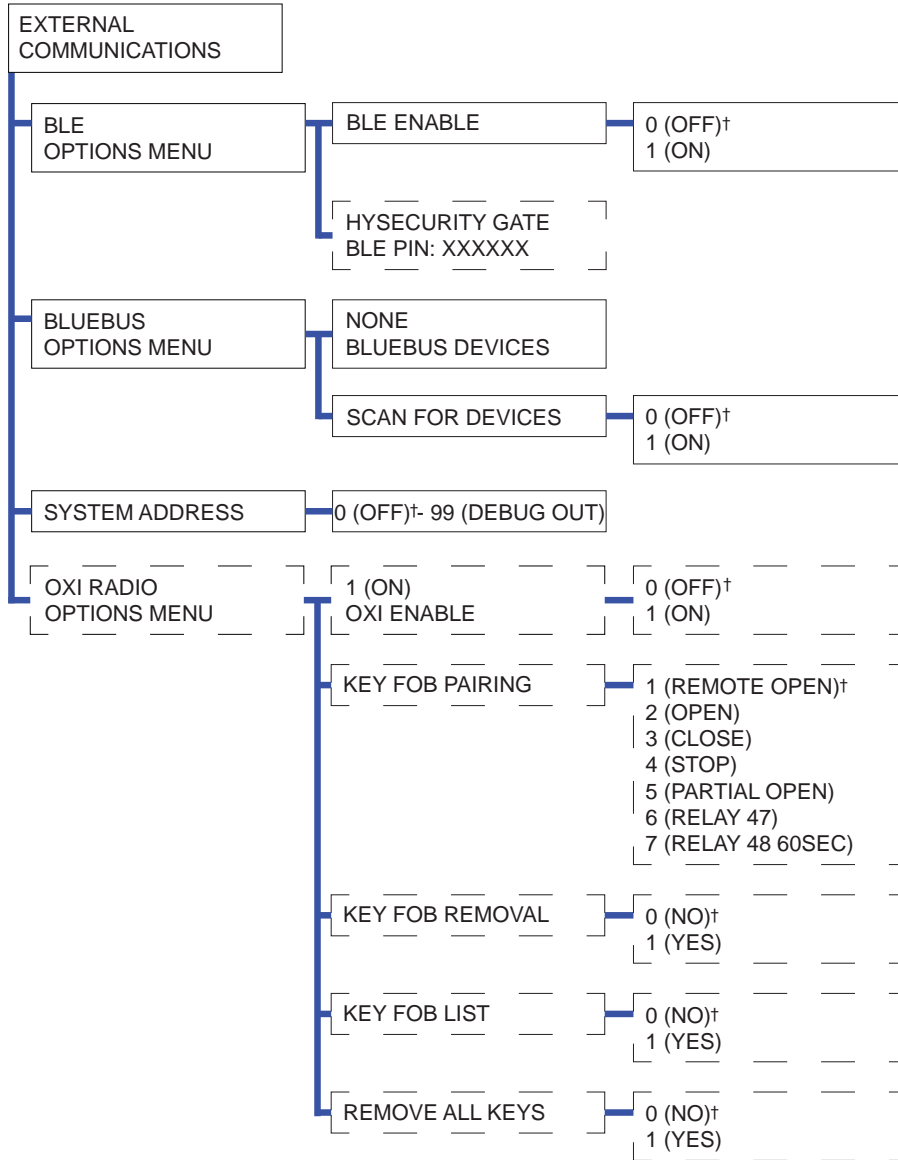 EXTERNAL
COMMUNICATIONS
BLE
OPTIONS MENU
BLE ENABLE
0 (OFF)†
1 (ON)
HYSECURITY GATE
BLE PIN: XXXXXX
BLUEBUS
OPTIONS MENU
NONE
BLUEBUS DEVICES
SCAN FOR DEVICES
0 (OFF)†
1 (ON)
SYSTEM ADDRESS
0 (OFF)†- 99 (DEBUG OUT)
OXI RADIO
OPTIONS MENU
1 (ON)
OXI ENABLE
0 (OFF)†
1 (ON)
KEY FOB PAIRING
1 (REMOTE OPEN)†
2 (OPEN)
3 (CLOSE)
4 (STOP)
5 (PARTIAL OPEN)
6 (RELAY 47)
7 (RELAY 48 60SEC)
KEY FOB REMOVAL
0 (NO)†
1 (YES)
KEY FOB LIST
0 (NO)†
1 (YES)
REMOVE ALL KEYS
0 (NO)†
1 (YES)